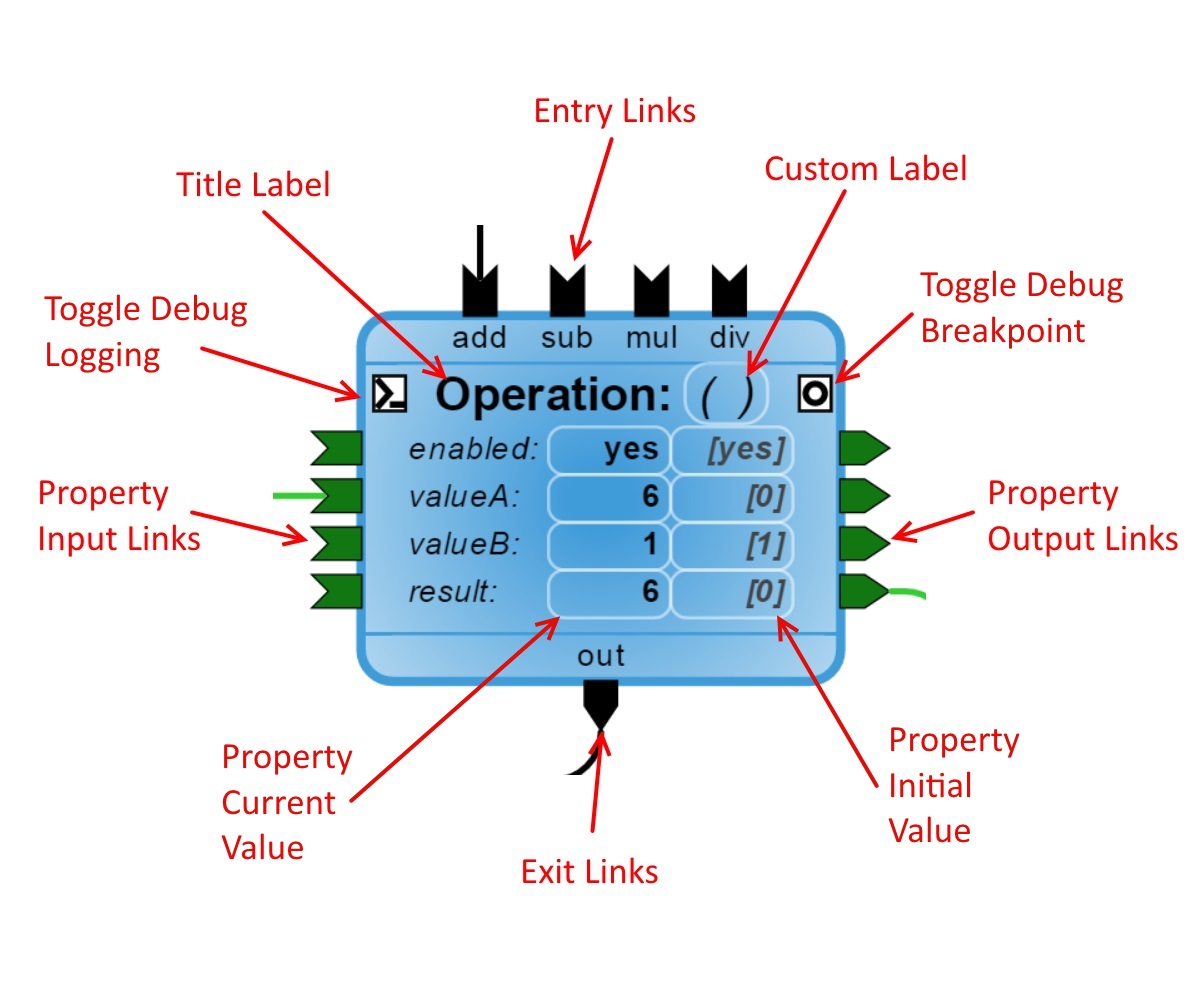 Entry Links
Custom Label
Title Label
Toggle Debug
Breakpoint
Toggle Debug
Logging
add sub mul div
Operation: ( )
enabled: yes [yes]
valueA: 6 [0]
valueB: 1 [1]
result: 6 [0]
Property
Input Links
Property
Output Links
out
Property
Current
Value
Property
Initial
Value
Exit Links